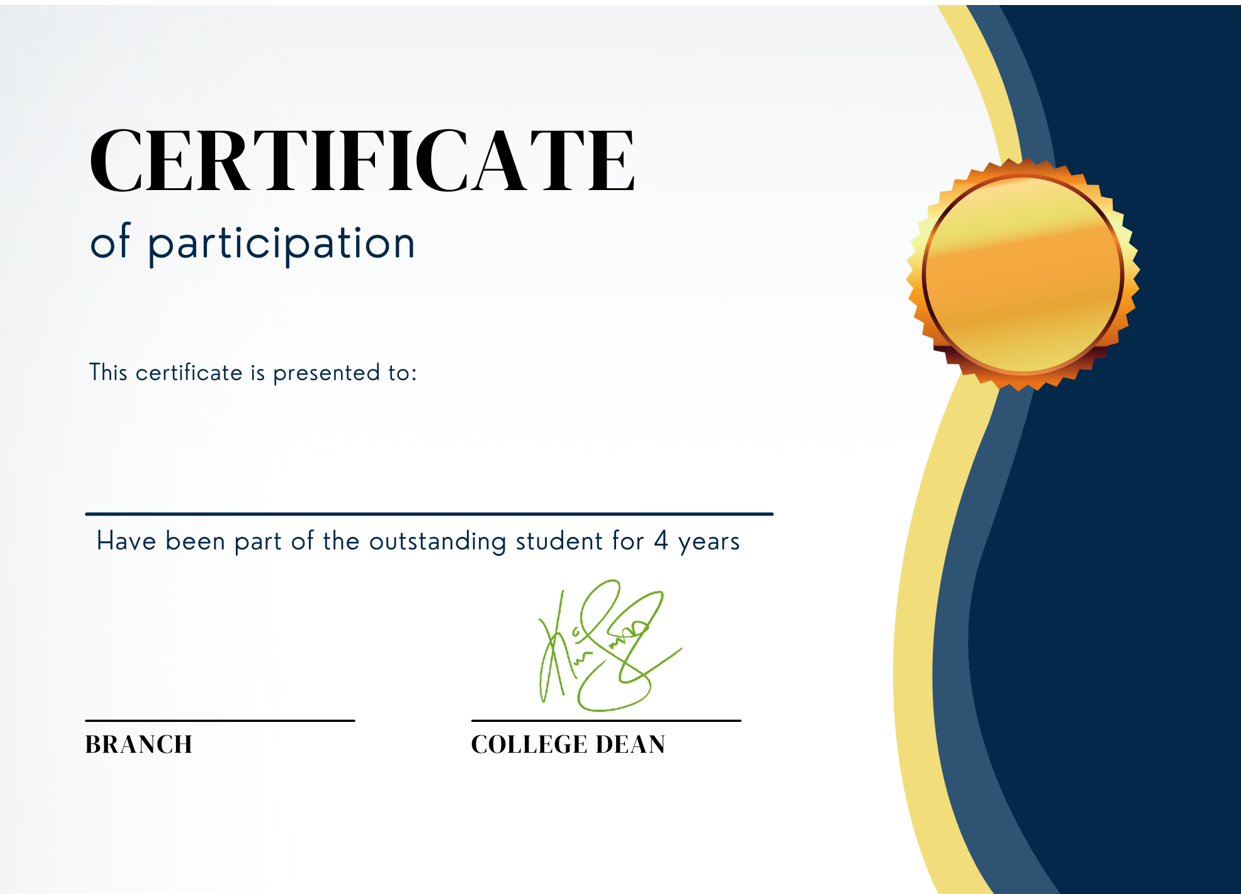 CERTIFICATE
of participation
This certificate is presented to:
Have been part of the outstanding student for 4 years
BRANCH
COLLEGE DEAN